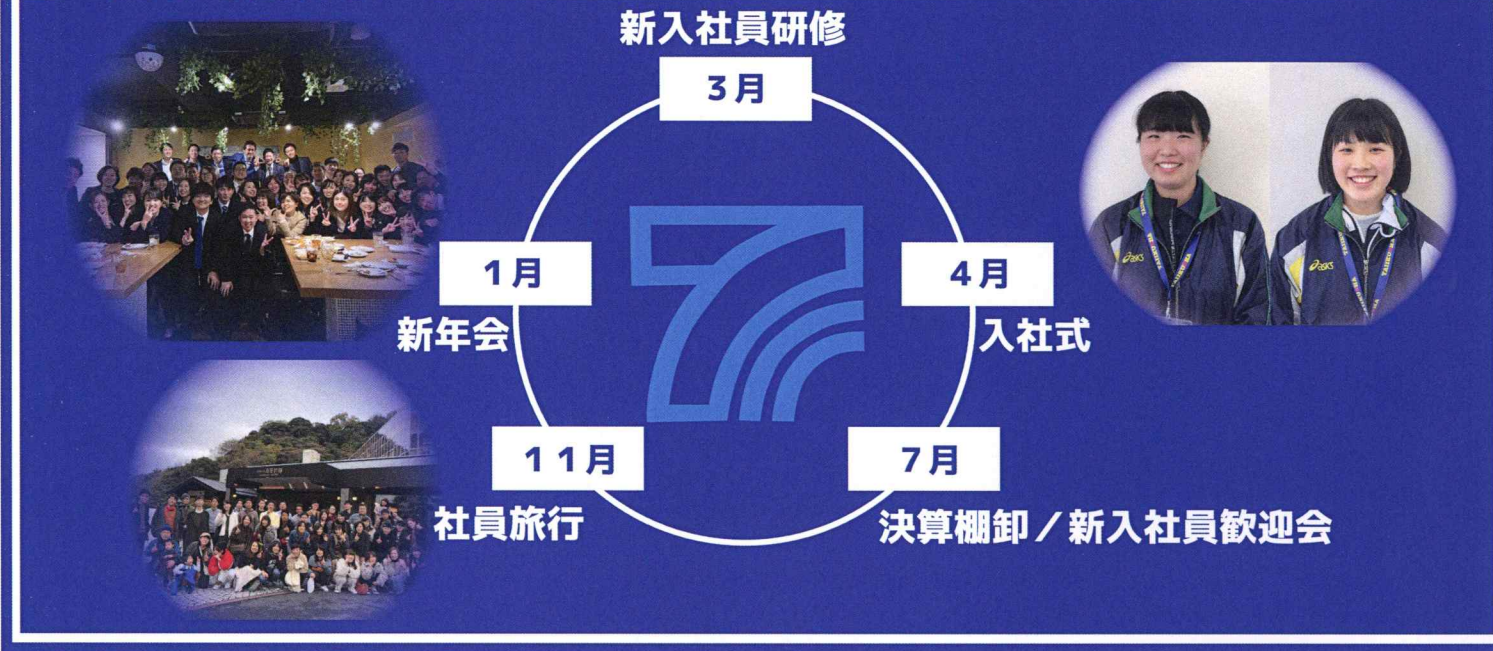 新入社員研修
3月
1月
新年会
4月
入社式
11月
社員旅行
7月
決算棚卸/新入社員歓迎会
asics
asics